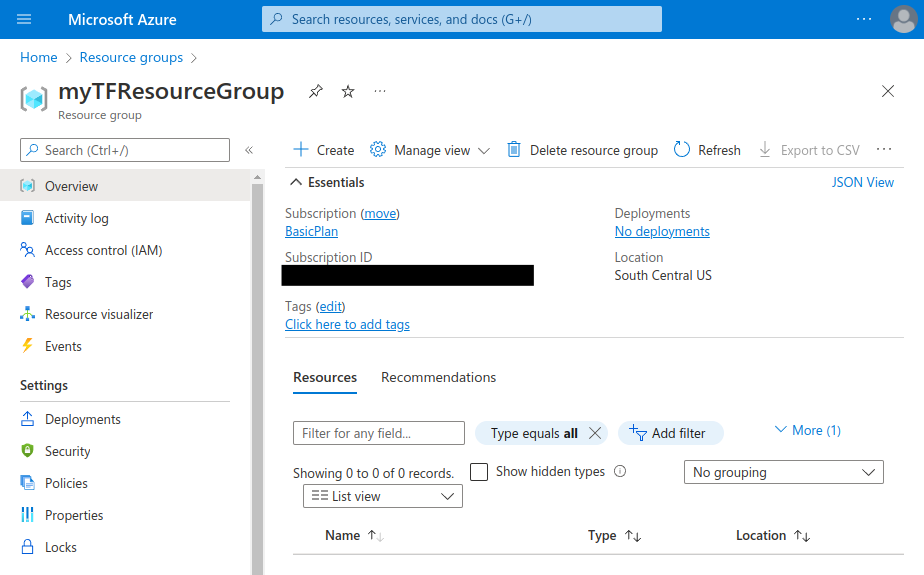 Microsoft Azure
Search resources, services, and docs (G+/)
Home > Resource groups >
myTFResourceGroup
Resource group
Search (Ctrl+/)
Overview
Activity log
Access control (IAM)
Tags
Resource visualizer
Events
Settings
Deployments
Security
Policies
Properties
Locks
Create Manage view Delete resource group Refresh Export to CSV
Essentials JSON View
Subscription (move)
BasicPlan
Subscription ID
Tags (edit)
Click here to add tags
Deployments
No deployments
Location
South Central US
Resources Recommendations
Filter for any field... Type equals all Add filter More (1)
Showing 0 to 0 of 0 records. Show hidden types No grouping
List view
Name Type Location